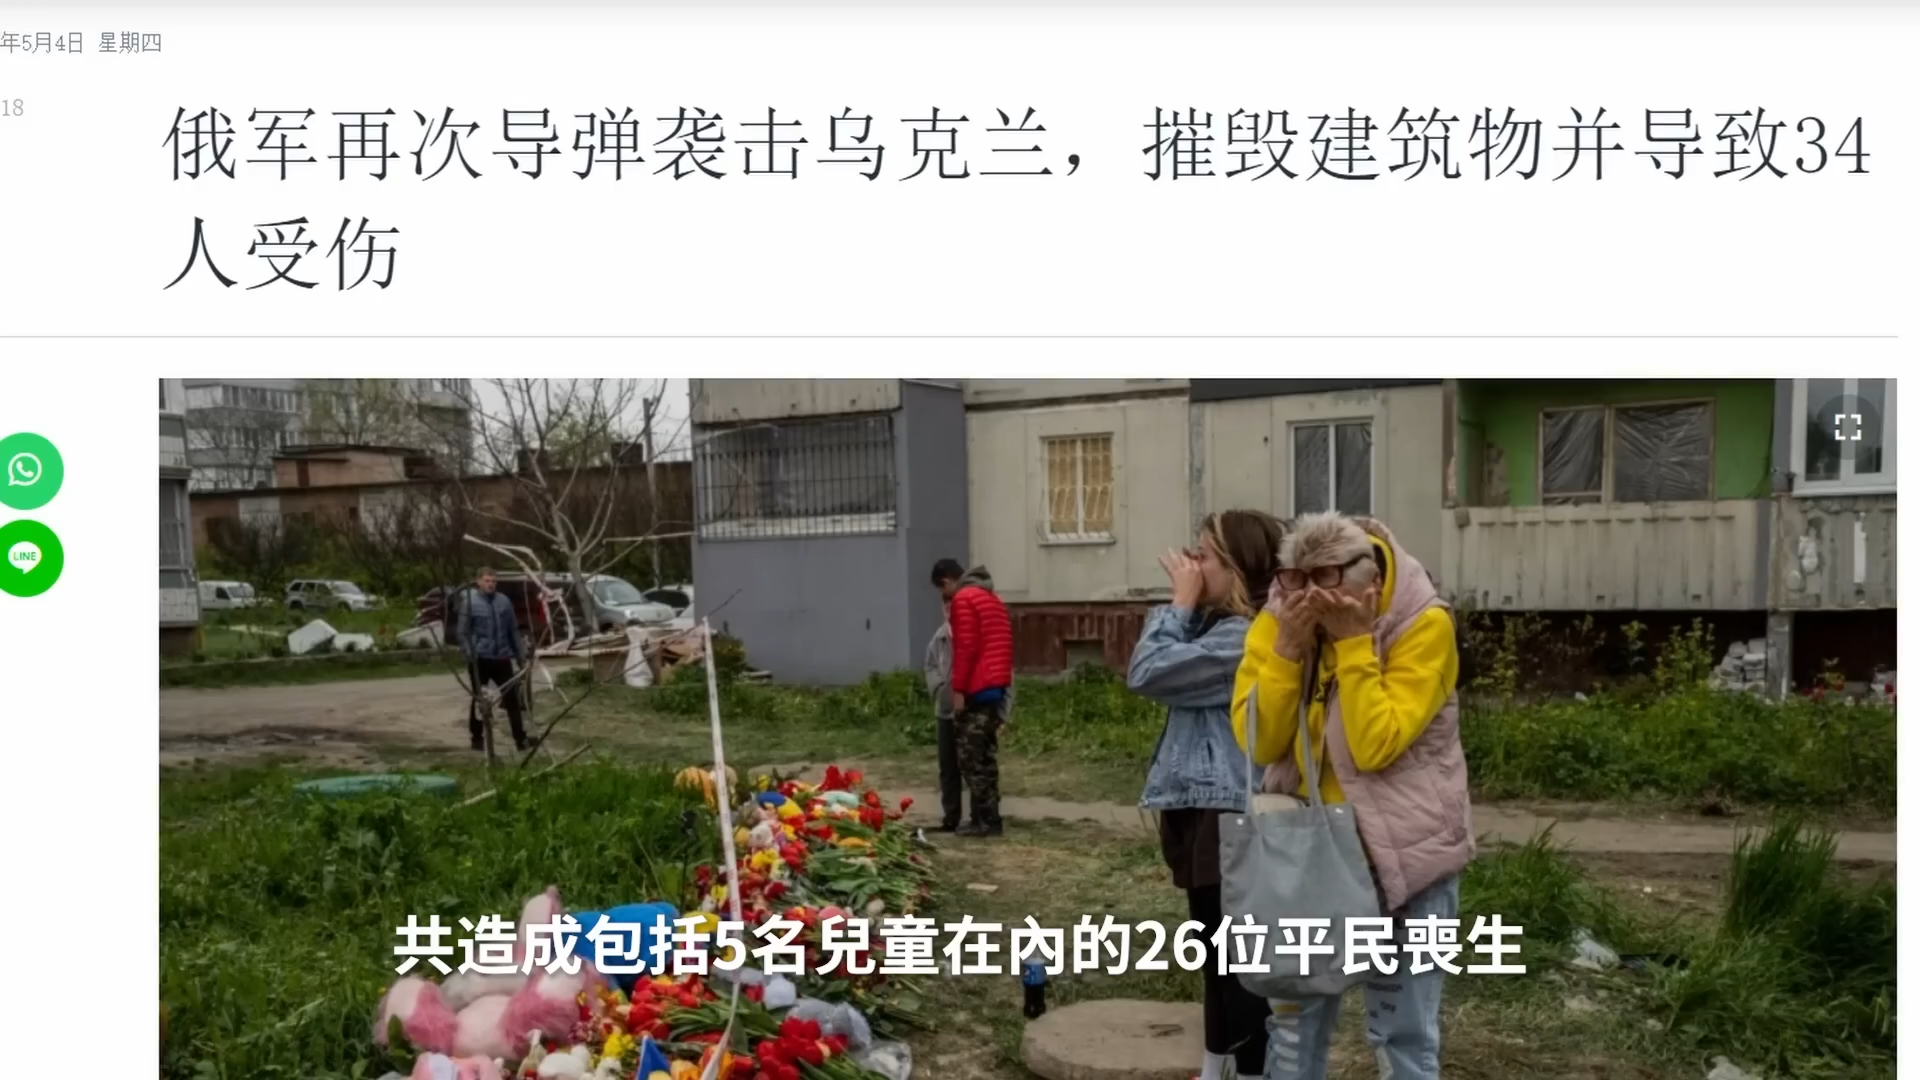 年5月4日 星期四
18
俄军再次导弹袭击乌克兰，摧毁建筑物并导致34
人受伤
LINE
共造成包括5名兒童在內的26位平民喪生